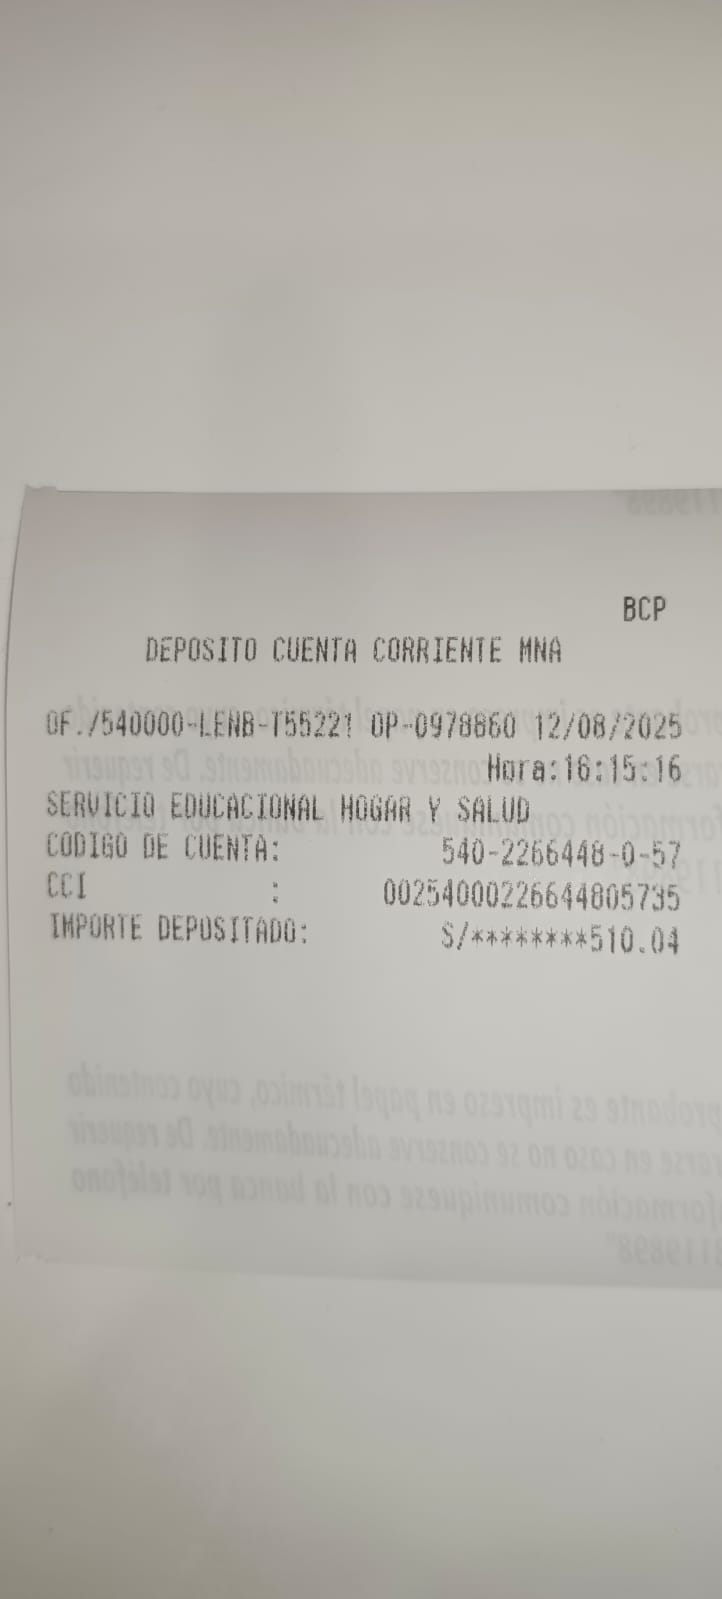 BCP
DEPOSITO CUENTA CORRIENTE MNA
OF./540000-LENB-T55221 OP-0978860 12/08/2025
Hora:16:15:16
SERVICIO EDUCACIONAL HOGAR Y SALUD
CODIGO DE CUENTA: 540-2266448-0-57
CCI : 00254000226644805735
IMPORTE DEPOSITADO: S/********510.04